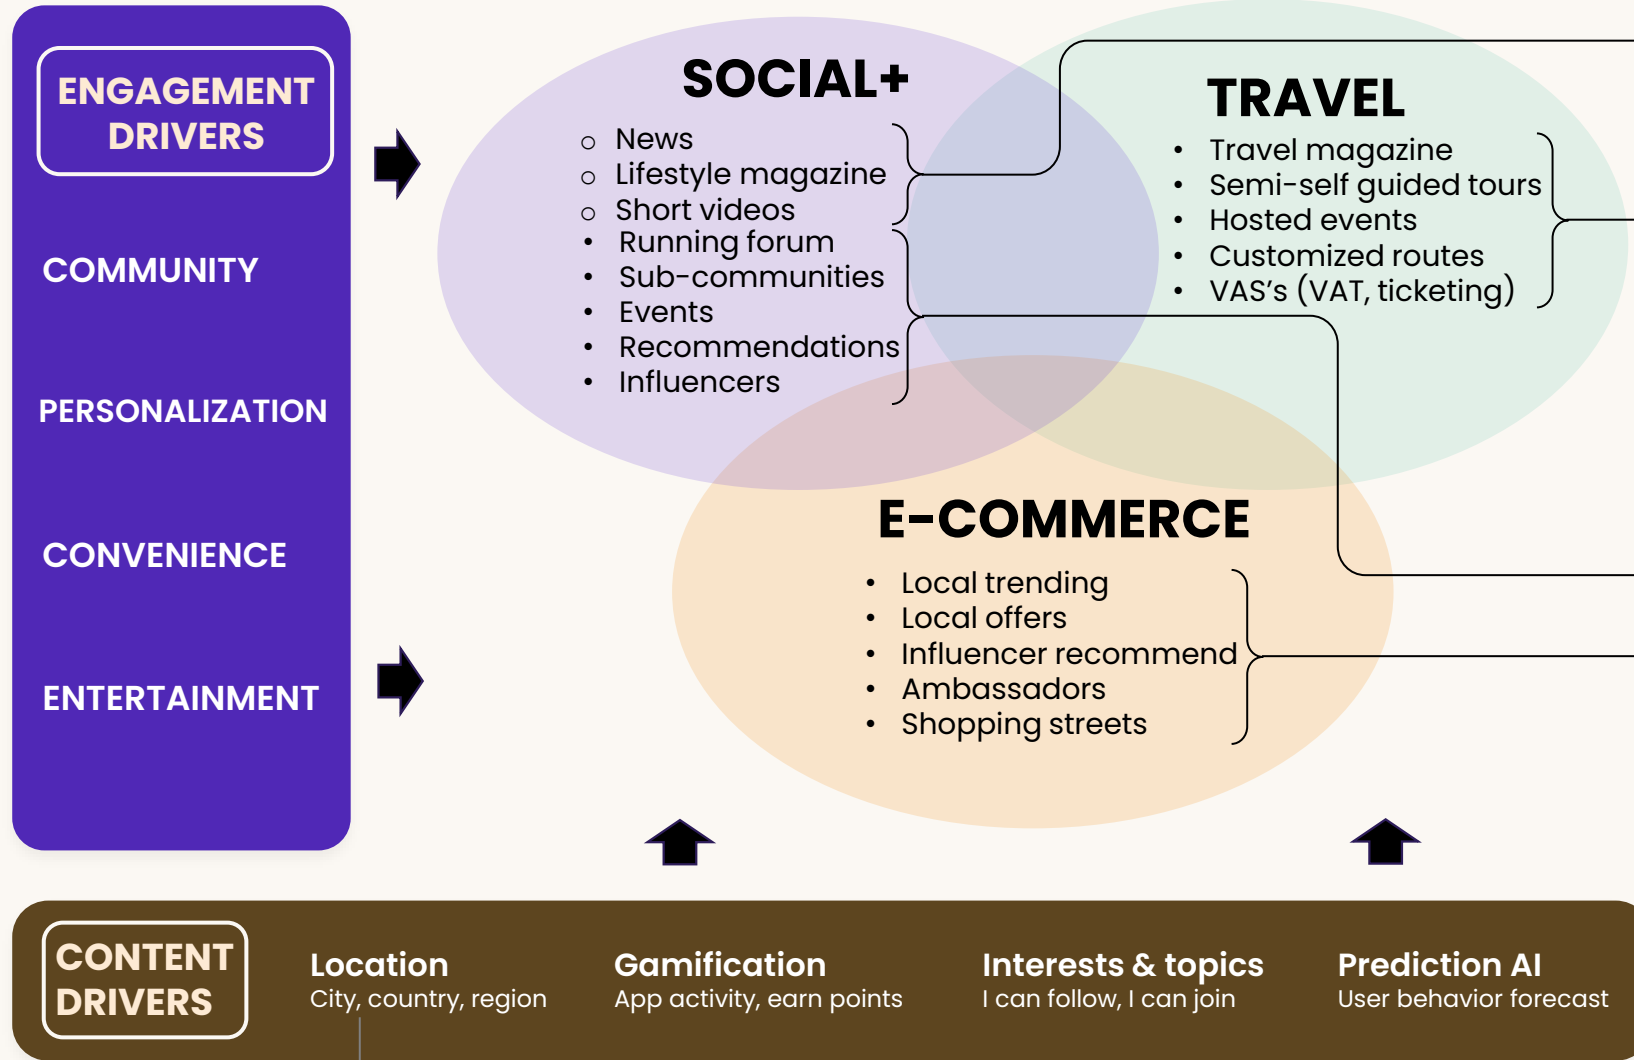 ENGAGEMENT
DRIVERS
COMMUNITY
PERSONALIZATION
CONVENIENCE
ENTERTAINMENT
SOCIAL+
o News
o Lifestyle magazine
o Short videos
• Running forum
• Sub-communities
• Events
• Recommendations
• Influencers
TRAVEL
• Travel magazine
• Semi-self guided tours
• Hosted events
• Customized routes
• VAS’s (VAT, ticketing)
E-COMMERCE
• Local trending
• Local offers
• Influencer recommend
• Ambassadors
• Shopping streets
CONTENT
DRIVERS
Location
City, country, region
Gamification
App activity, earn points
Interests & topics
I can follow, I can join
Prediction AI
User behavior forecast